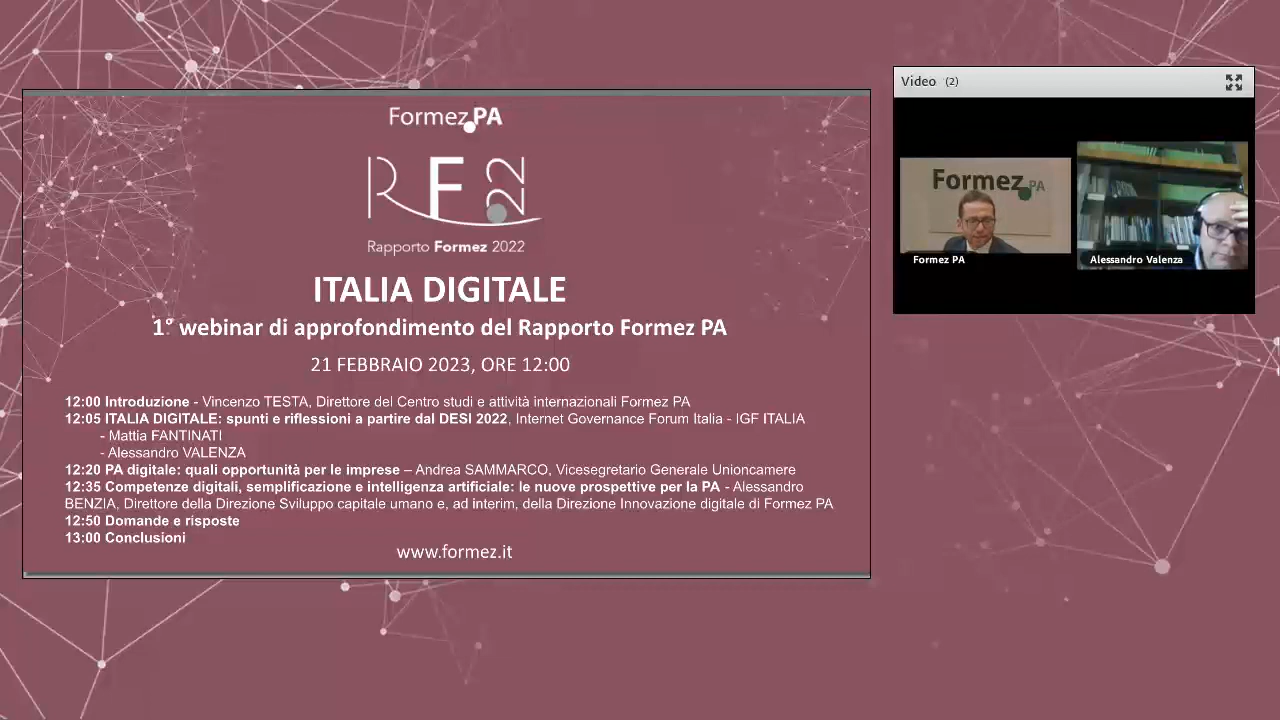 Formez PA
RF22
Rapporto Formez 2022
ITALIA DIGITALE
1° webinar di approfondimento del Rapporto Formez PA
21 FEBBRAIO 2023, ORE 12:00
12:00 Introduzione - Vincenzo TESTA, Direttore del Centro studi e attività internazionali Formez PA
12:05 ITALIA DIGITALE: spunti e riflessioni a partire dal DESI 2022, Internet Governance Forum Italia - IGF ITALIA
- Mattia FANTINATI
- Alessandro VALENZA
12:20 PA digitale: quali opportunità per le imprese – Andrea SAMMARCO, Vicesegretario Generale Unioncamere
12:35 Competenze digitali, semplificazione e intelligenza artificiale: le nuove prospettive per la PA - Alessandro
BENZIA, Direttore della Direzione Sviluppo capitale umano e, ad interim, della Direzione Innovazione digitale di Formez PA
12:50 Domande e risposte
13:00 Conclusioni
www.formez.it
Video (2)
Formez PA
Formez PA
Alessandro Valenza